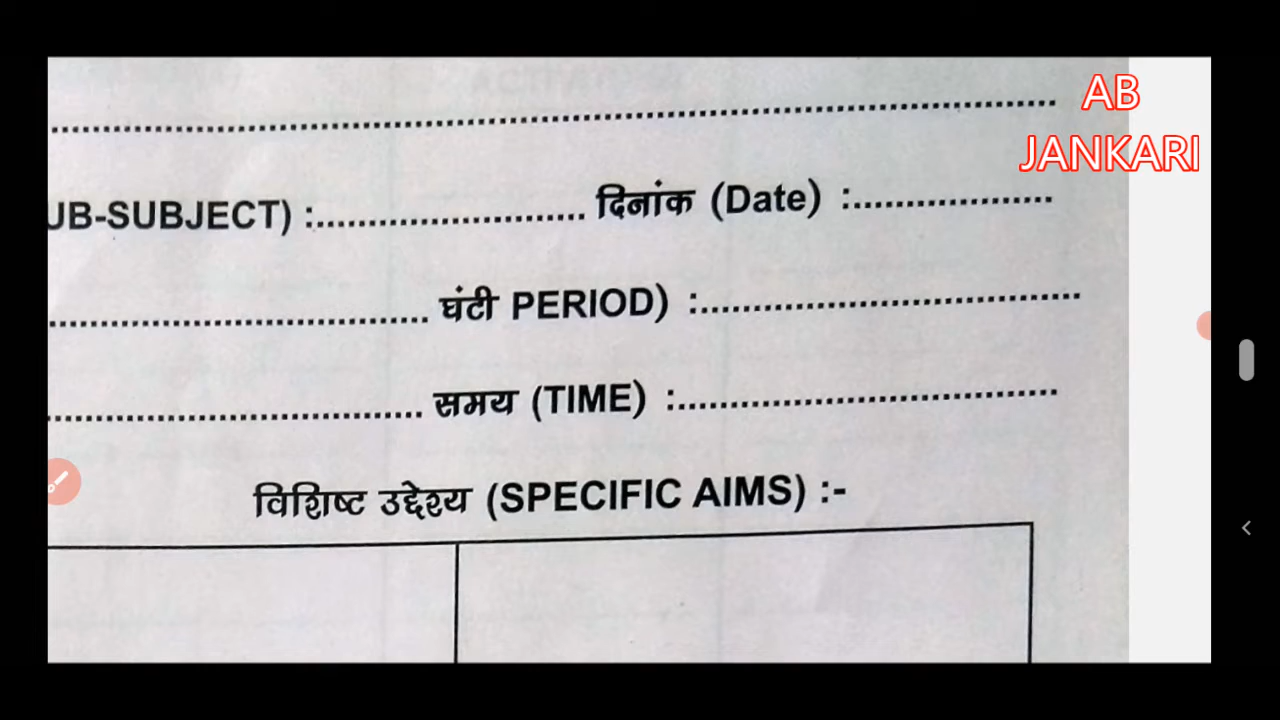 AB
JANKARI
UB-SUBJECT) :........................... दिनांक (Date) :...................
...................................... घंटी PERIOD) :.....................................
...................................... समय (TIME) :.....................................
विशिष्ट उद्देश्य (SPECIFIC AIMS) :-